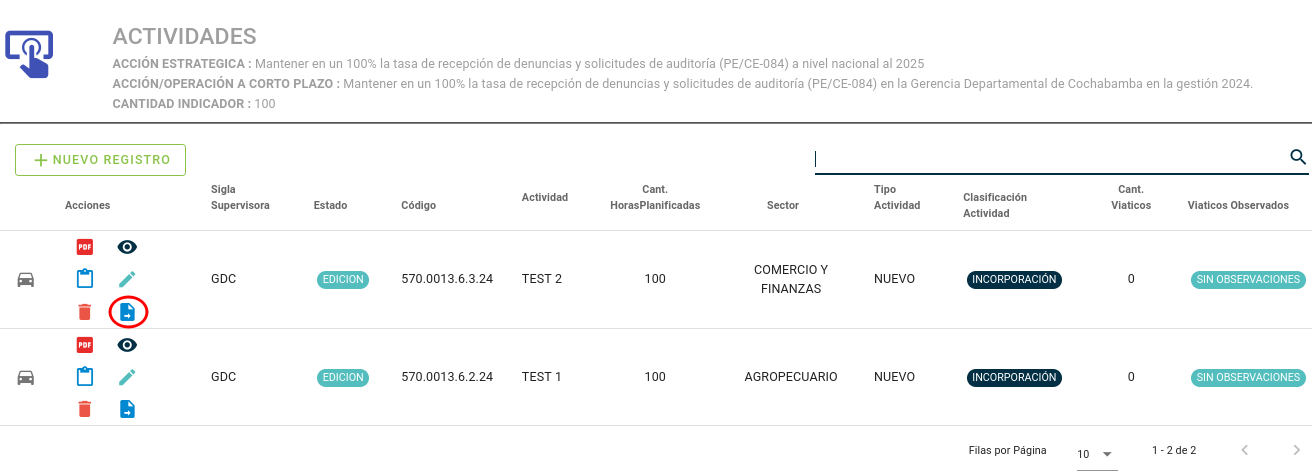 ACTIVIDADES
ACCIÓN ESTRATEGICA : Mantener en un 100% la tasa de recepción de denuncias y solicitudes de auditoría (PE/CE-084) a nivel nacional al 2025
ACCIÓN/OPERACIÓN A CORTO PLAZO : Mantener en un 100% la tasa de recepción de denuncias y solicitudes de auditoría (PE/CE-084) en la Gerencia Departamental de Cochabamba en la gestión 2024.
CANTIDAD INDICADOR : 100
NUEVO REGISTRO
Acciones
Sigla
Supervisora
Estado
Código
Actividad
Cant.
HorasPlanificadas
Sector
Tipo
Actividad
Clasificación
Actividad
Cant.
Viaticos
Viaticos Observados
PDF
GDC
EDICION
570.0013.6.3.24
TEST 2
100
COMERCIO Y
FINANZAS
NUEVO
INCORPORACIÓN
0
SIN OBSERVACIONES
PDF
GDC
EDICION
570.0013.6.2.24
TEST 1
100
AGROPECUARIO
NUEVO
INCORPORACIÓN
0
SIN OBSERVACIONES
Filas por Página
10
1 - 2 de 2